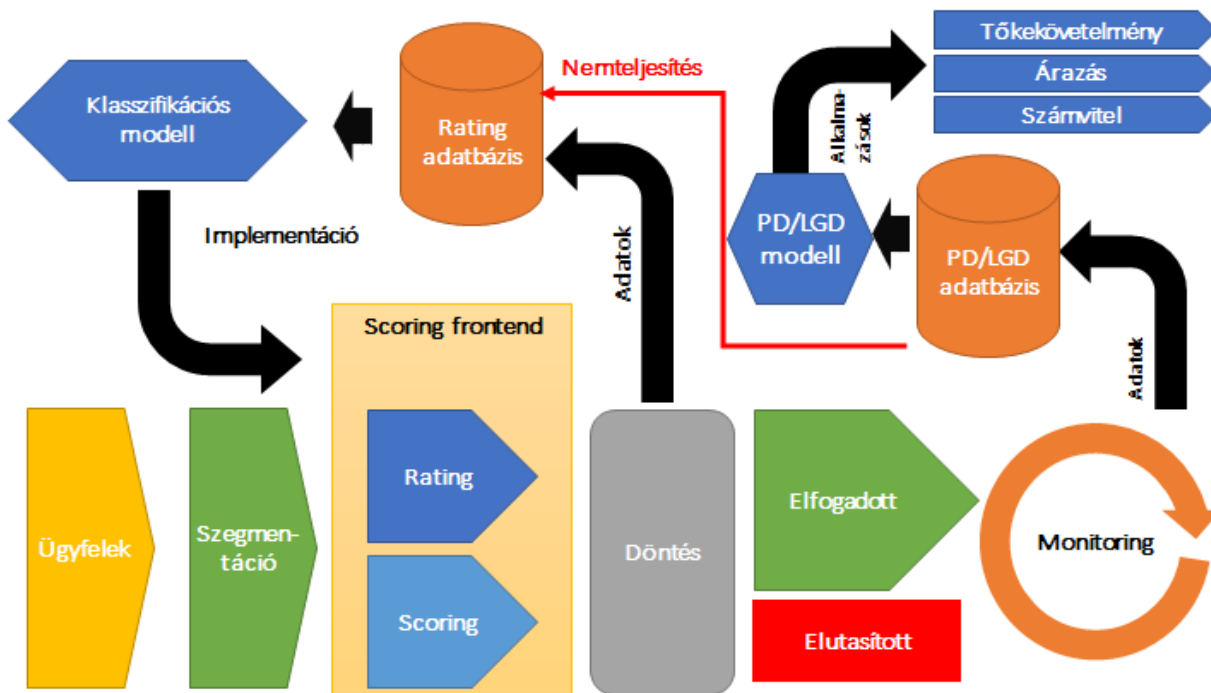 Tőkekövetelmény
Árazás
Számvitel
Nemteljesítés
Klasszifikációs
modell
Rating
adatbázis
Alkalma-
zások
PD/LGD
modell
PD/LGD
adatbázis
Implementáció
Adatok
Adatok
Scoring frontend
Rating
Scoring
Ügyfelek
Szegmen-
táció
Döntés
Elfogadott
Elutasított
Monitoring